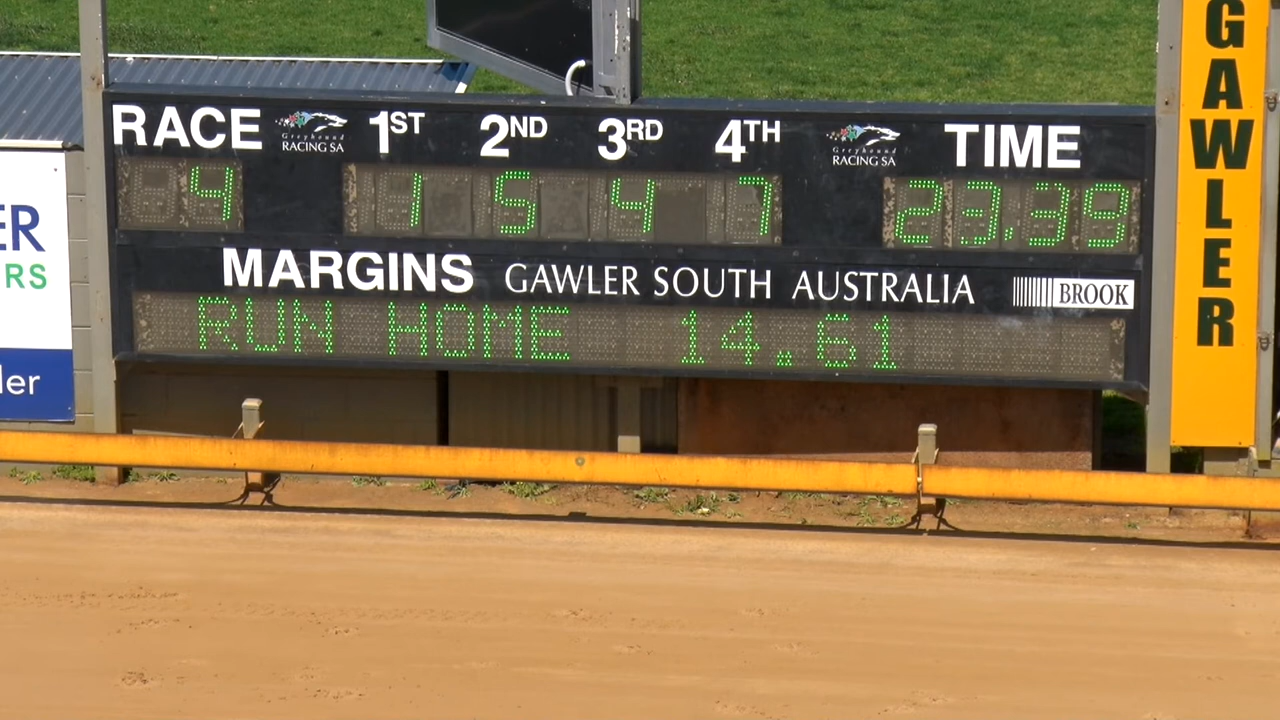 GAWLER
RACE Greyhound RACING SA 1ST 2ND 3RD 4TH Greyhound RACING SA TIME
4 1 5 4 7 23.39
MARGINS GAWLER SOUTH AUSTRALIA BROOK
RUN HOME 14.61
ER
RS
der